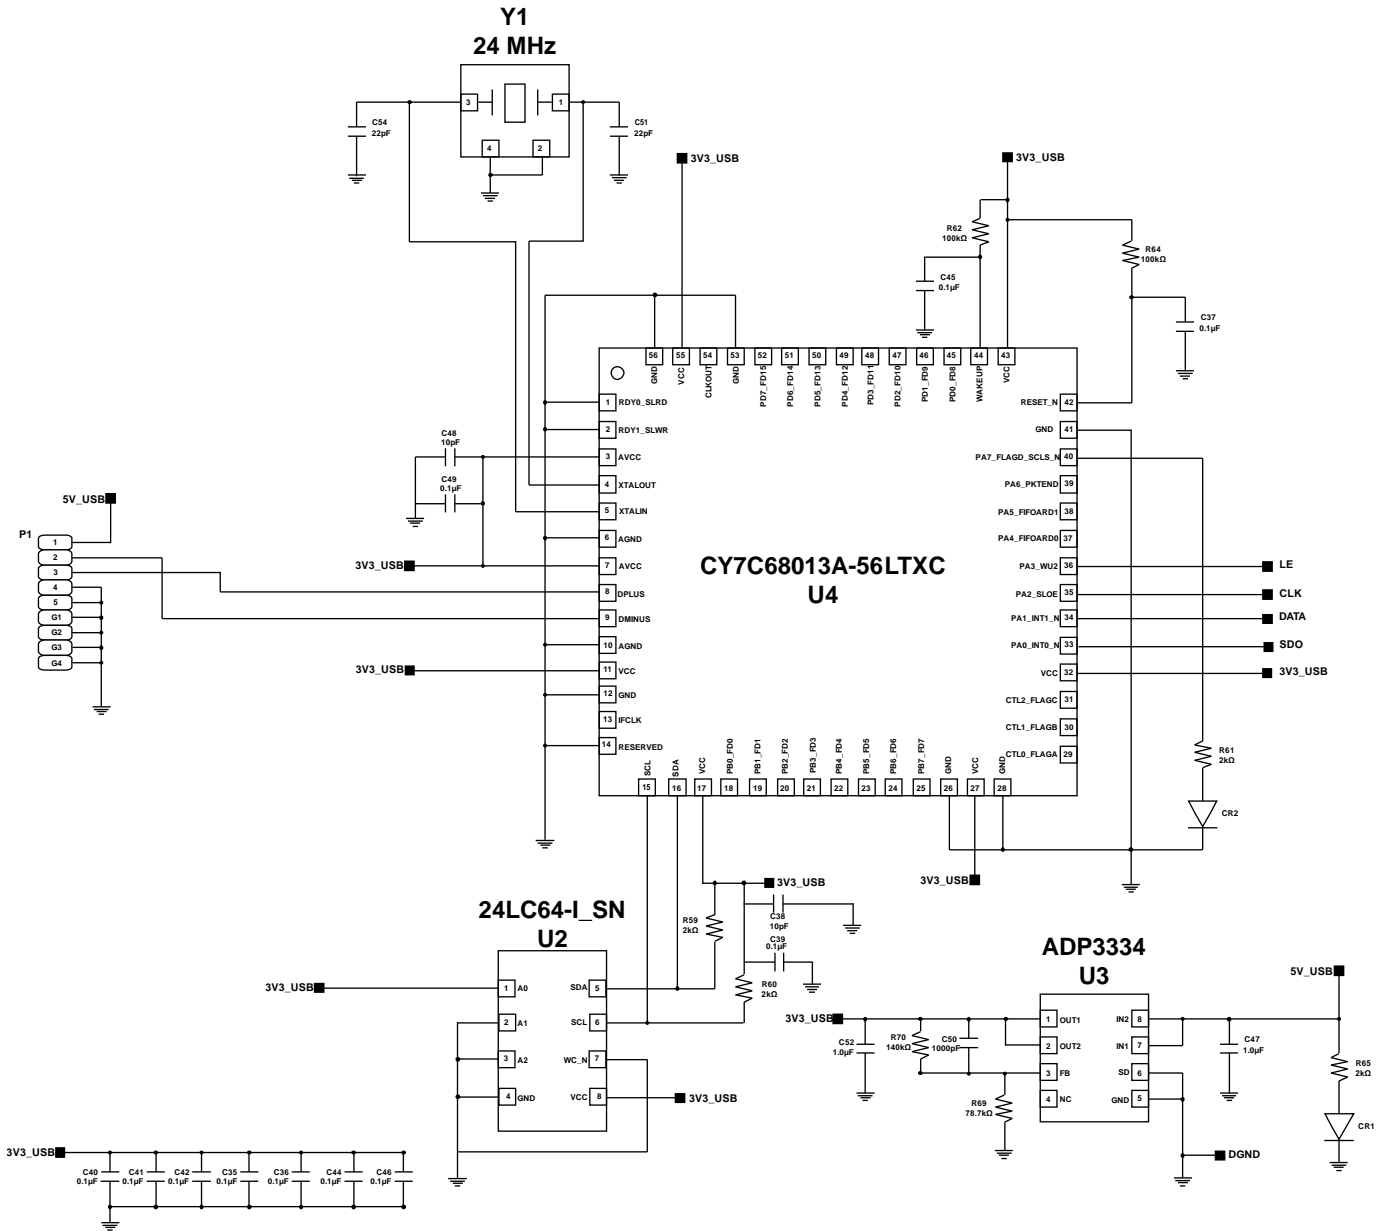 Y1
24 MHz
3
1
4
2
C54
22pF
C51
22pF
3V3_USB
3V3_USB
R62
100kΩ
R64
100kΩ
C45
0.1µF
C37
0.1µF
56
55
54
53
52
51
50
49
48
47
46
45
44
43
GND
VCC
CLKOUT
GND
PD7_FD15
PD6_FD14
PD5_FD13
PD4_FD12
PD3_FD11
PD2_FD10
PD1_FD9
PD0_FD8
WAKEUP
VCC
1 RDY0_SLRD
2 RDY1_SLWR
3 AVCC
4 XTALOUT
5 XTALIN
6 AGND
7 AVCC
8 DPLUS
9 DMINUS
10 AGND
11 VCC
12 GND
13 IFCLK
14 RESERVED
RESET_N 42
GND 41
PA7_FLAGD_SCLS_N 40
PA6_PKTEND 39
PA5_FIFOARD1 38
PA4_FIFOARD0 37
PA3_WU2 36
PA2_SLOE 35
PA1_INT1_N 34
PA0_INT0_N 33
VCC 32
CTL2_FLAGC 31
CTL1_FLAGB 30
CTL0_FLAGA 29
CY7C68013A-56LTXC
U4
C48
10pF
C49
0.1µF
3V3_USB
3V3_USB
5V_USB
P1
1
2
3
4
5
G1
G2
G3
G4
LE
CLK
DATA
SDO
3V3_USB
R61
2kΩ
CR2
SCL
SDA
VCC
PB0_FD0
PB1_FD1
PB2_FD2
PB3_FD3
PB4_FD4
PB5_FD5
PB6_FD6
PB7_FD7
GND
VCC
GND
15
16
17
18
19
20
21
22
23
24
25
26
27
28
3V3_USB
3V3_USB
R59
2kΩ
C38
10pF
C39
0.1µF
R60
2kΩ
24LC64-I_SN
U2
3V3_USB
1 A0
2 A1
3 A2
4 GND
SDA 5
SCL 6
WC_N 7
VCC 8
3V3_USB
3V3_USB
C40
0.1µF
C41
0.1µF
C42
0.1µF
C35
0.1µF
C36
0.1µF
C44
0.1µF
C46
0.1µF
ADP3334
U3
5V_USB
3V3_USB
1 OUT1
2 OUT2
3 FB
4 NC
IN2 8
IN1 7
SD 6
GND 5
C52
1.0µF
R70
140kΩ
C50
1000pF
R69
78.7kΩ
C47
1.0µF
R65
2kΩ
CR1
DGND